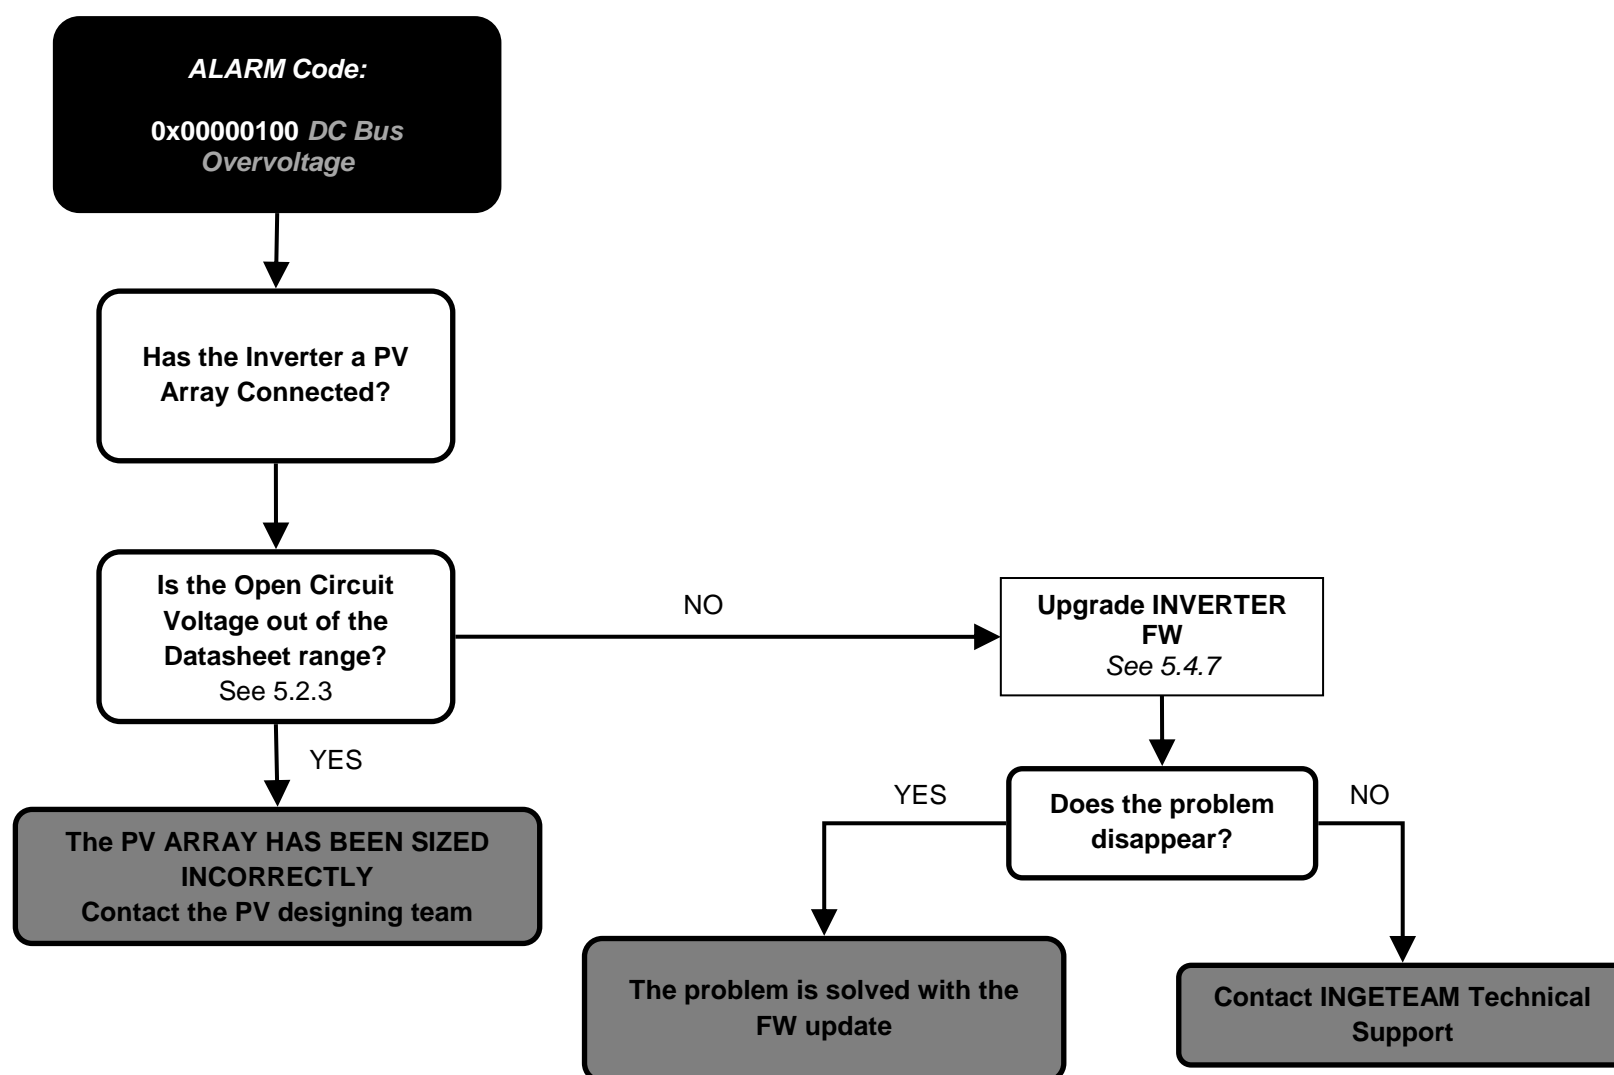 ALARM Code:
0x00000100 DC Bus
Overvoltage
Has the Inverter a PV
Array Connected?
Is the Open Circuit
Voltage out of the
Datasheet range?
See 5.2.3
NO
Upgrade INVERTER
FW
See 5.4.7
YES
The PV ARRAY HAS BEEN SIZED
INCORRECTLY
Contact the PV designing team
YES
Does the problem
disappear?
NO
The problem is solved with the
FW update
Contact INGETEAM Technical
Support